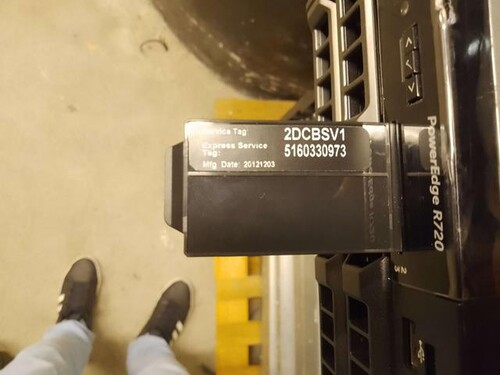 Service Tag: 2DCBSV1
Express Service Tag: 5160330973
Mfg. Date: 20121203
PowerEdge R720